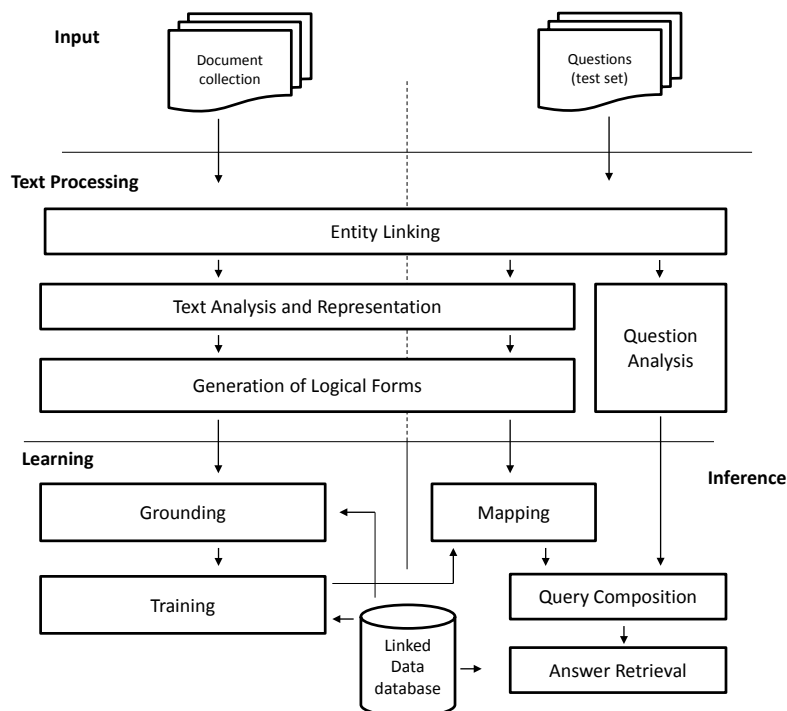 Input
Document
collection
Questions
(test set)
Text Processing
Entity Linking
Text Analysis and Representation
Question
Analysis
Generation of Logical Forms
Learning
Inference
Grounding
Mapping
Training
Query Composition
Linked
Data
database
Answer Retrieval